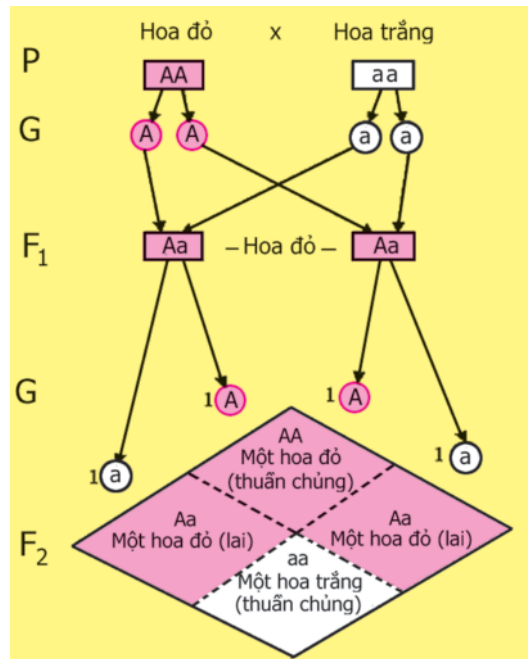 Hoa đỏ x Hoa trắng
P
AA aa
G
A A a a
F1
Aa – Hoa đỏ – Aa
G
1 A 1 A
1 a 1 a
F2
AA
Một hoa đỏ
(thuần chủng)
Aa
Một hoa đỏ (lai)
Aa
Một hoa đỏ (lai)
aa
Một hoa trắng
(thuần chủng)